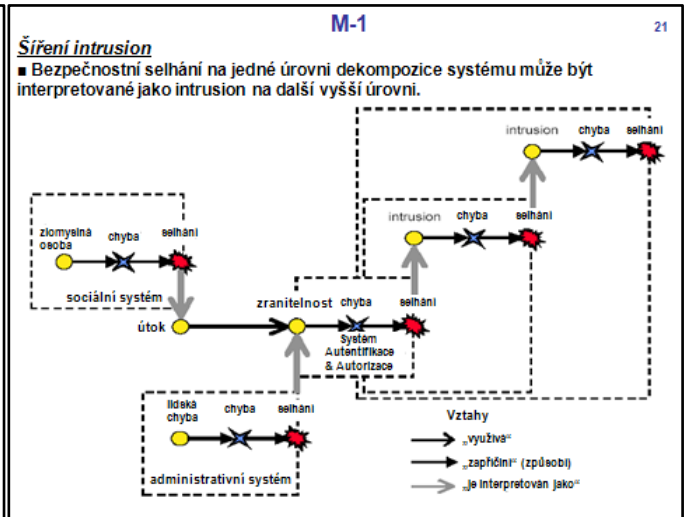 M-1
21
Šíření intrusion
■ Bezpečnostní selhání na jedné úrovni dekompozice systému může být
interpretované jako intrusion na další vyšší úrovni.
intrusion chyba selhání
intrusion chyba selhání
zlomyslná
osoba
chyba selhání
sociální systém
útok
zranitelnost chyba selhání
Systém
Autentifikace
& Autorizace
lidská
chyba
chyba selhání
administrativní systém
Vztahy
„využívá“
„zapříčiní“ (způsobí)
„je interpretován jako“